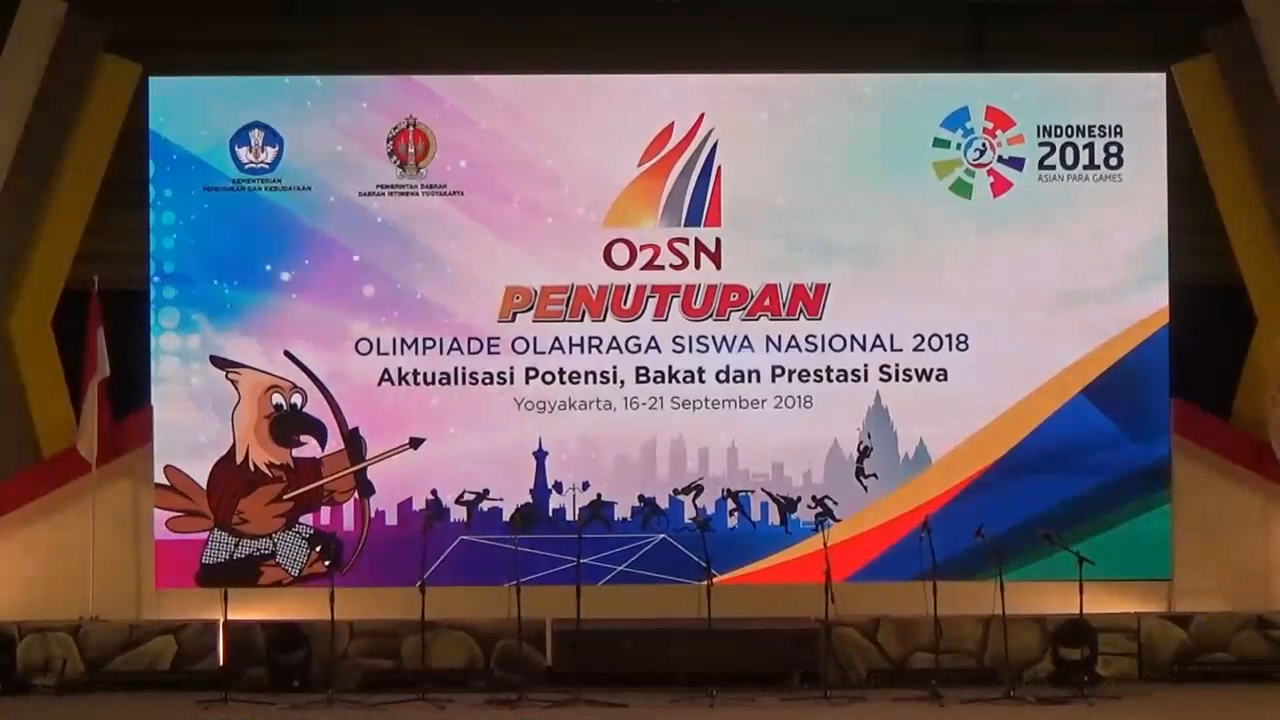 KEMENTERIAN
PENDIDIKAN DAN KEBUDAYAAN
PEMERINTAH DAERAH
DAERAH ISTIMEWA YOGYAKARTA
INDONESIA
2018
ASIAN PARA GAMES
O2SN
PENUTUPAN
OLIMPIADE OLAHRAGA SISWA NASIONAL 2018
Aktualisasi Potensi, Bakat dan Prestasi Siswa
Yogyakarta, 16-21 September 2018